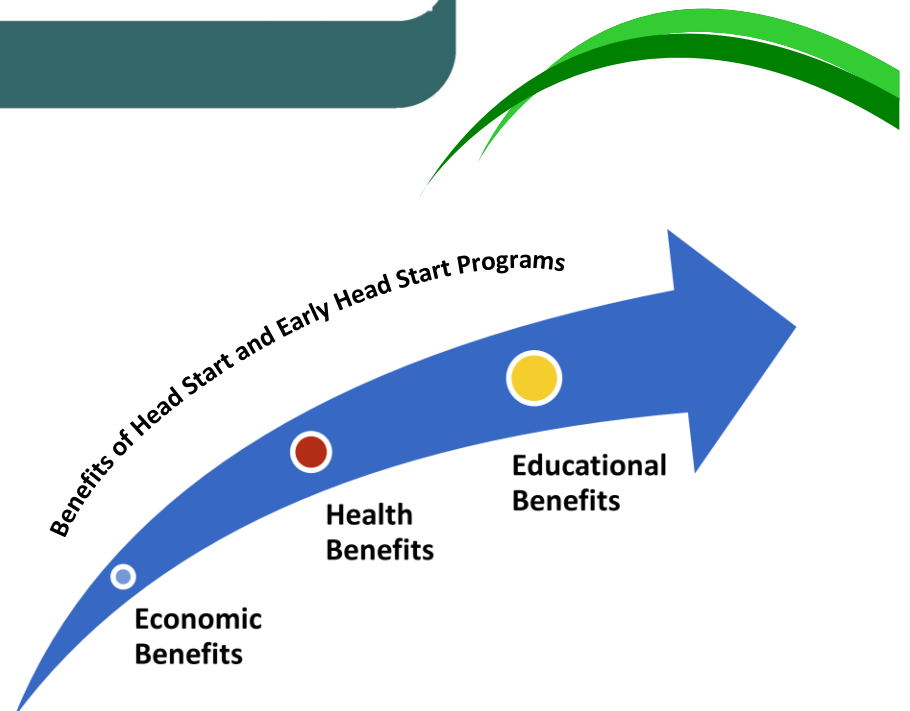 Benefits of Head Start and Early Head Start Programs
Educational
Benefits
Health
Benefits
Economic
Benefits